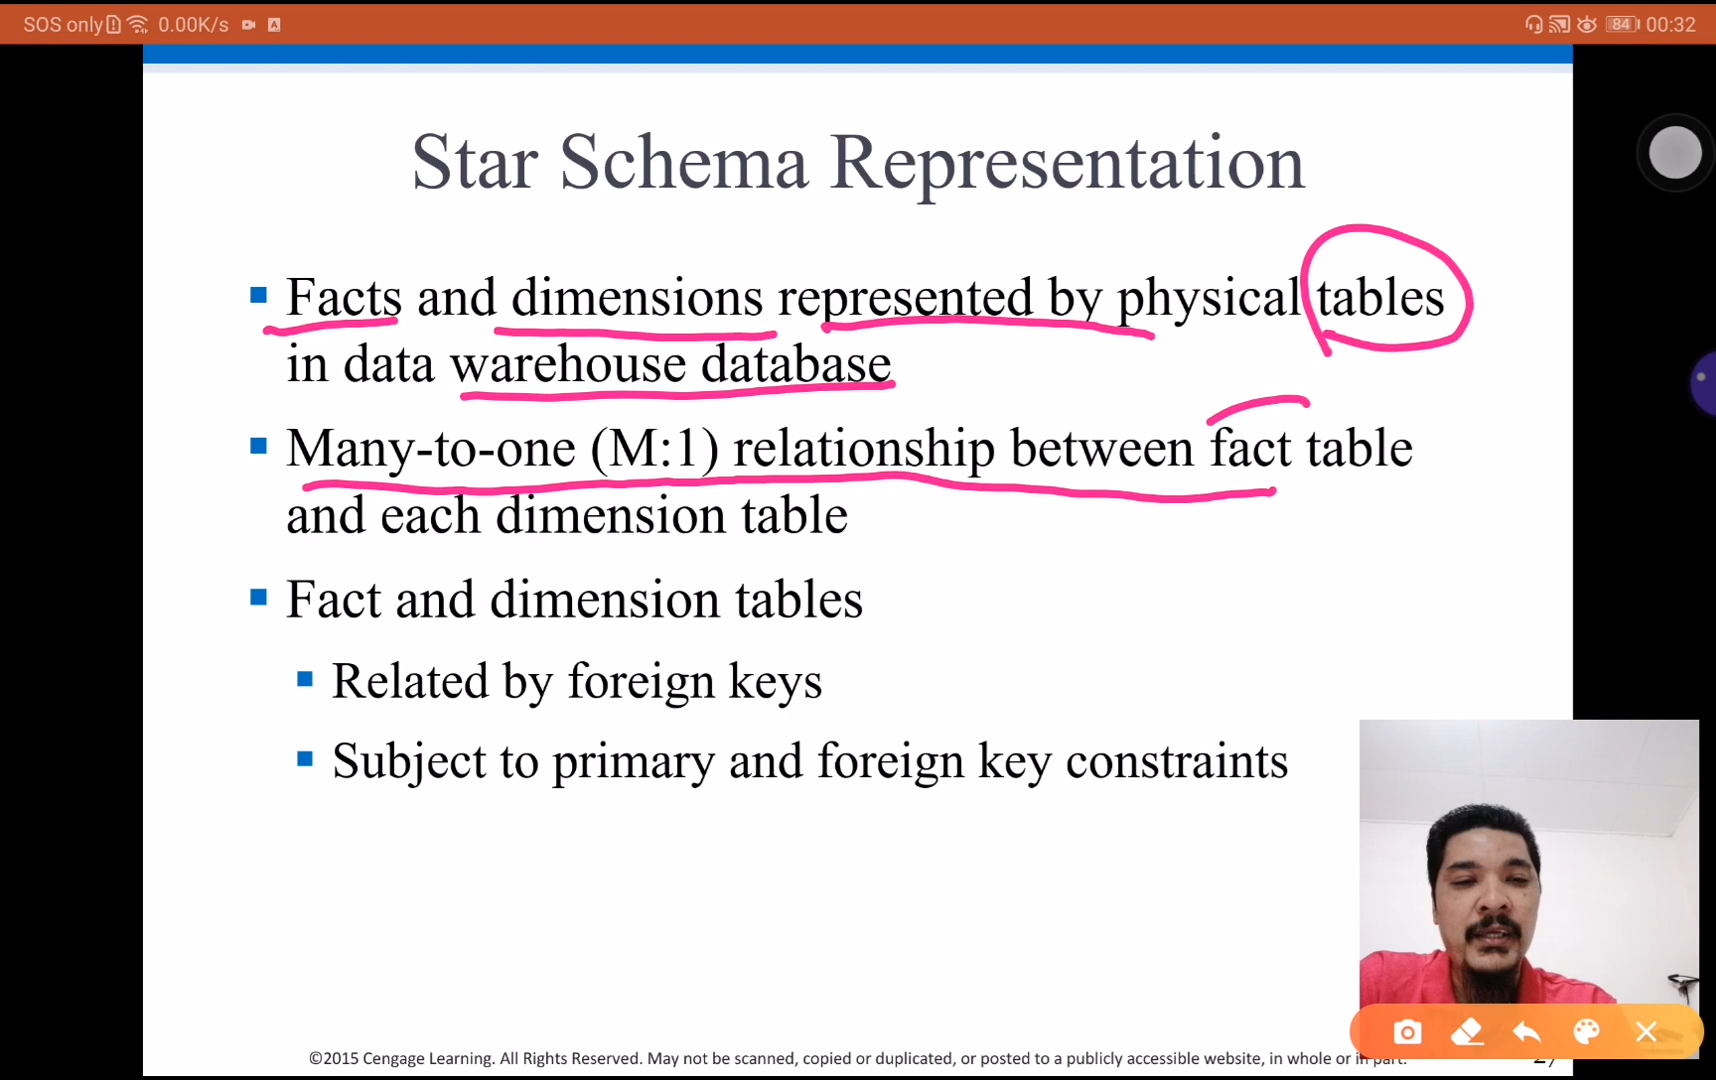 SOS only 0.00K/s A 84 00:32
Star Schema Representation
Facts and dimensions represented by physical tables
in data warehouse database
Many-to-one (M:1) relationship between fact table
and each dimension table
Fact and dimension tables
Related by foreign keys
Subject to primary and foreign key constraints
©2015 Cengage Learning. All Rights Reserved. May not be scanned, copied or duplicated, or posted to a publicly accessible website, in whole or in part.